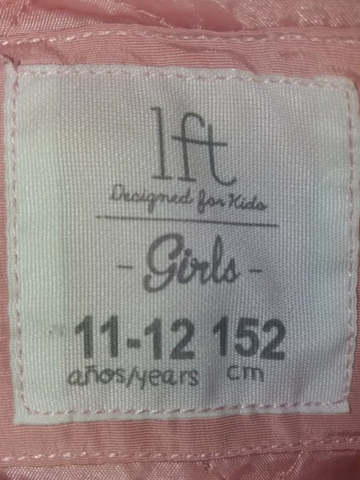 lft
Designed for Kids
- Girls -
11-12 152
años/years cm